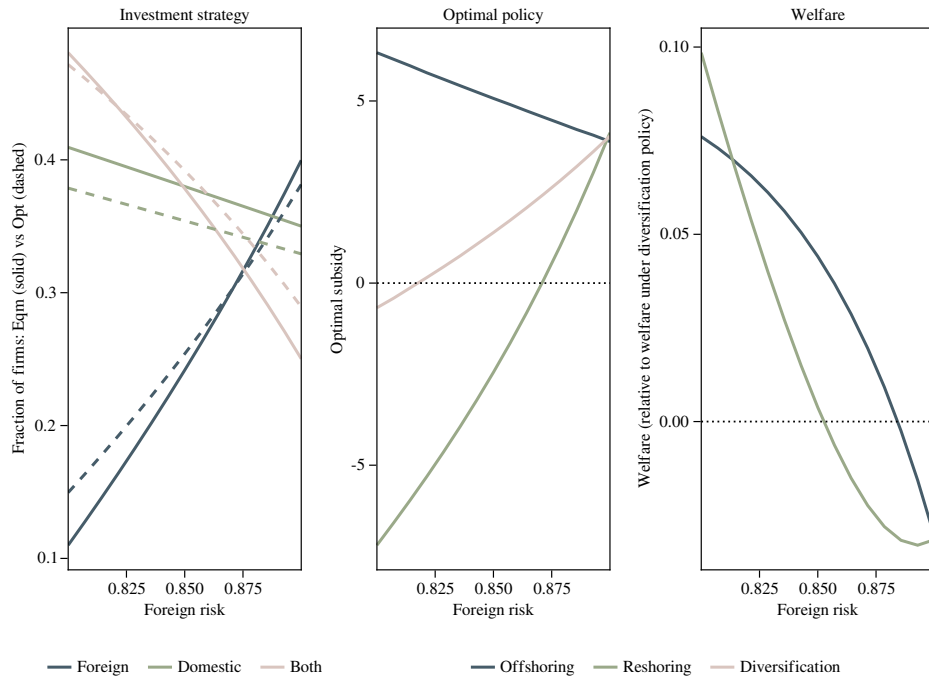 Investment strategy
Fraction of firms: Eqm (solid) vs Opt (dashed)
0.4
0.3
0.2
0.1
0.825
0.850
0.875
Foreign risk
Optimal policy
Optimal subsidy
5
0
-5
0.825
0.850
0.875
Foreign risk
Welfare
Welfare (relative to welfare under diversification policy)
0.10
0.05
0.00
0.825
0.850
0.875
Foreign risk
Foreign
Domestic
Both
Offshoring
Reshoring
Diversification